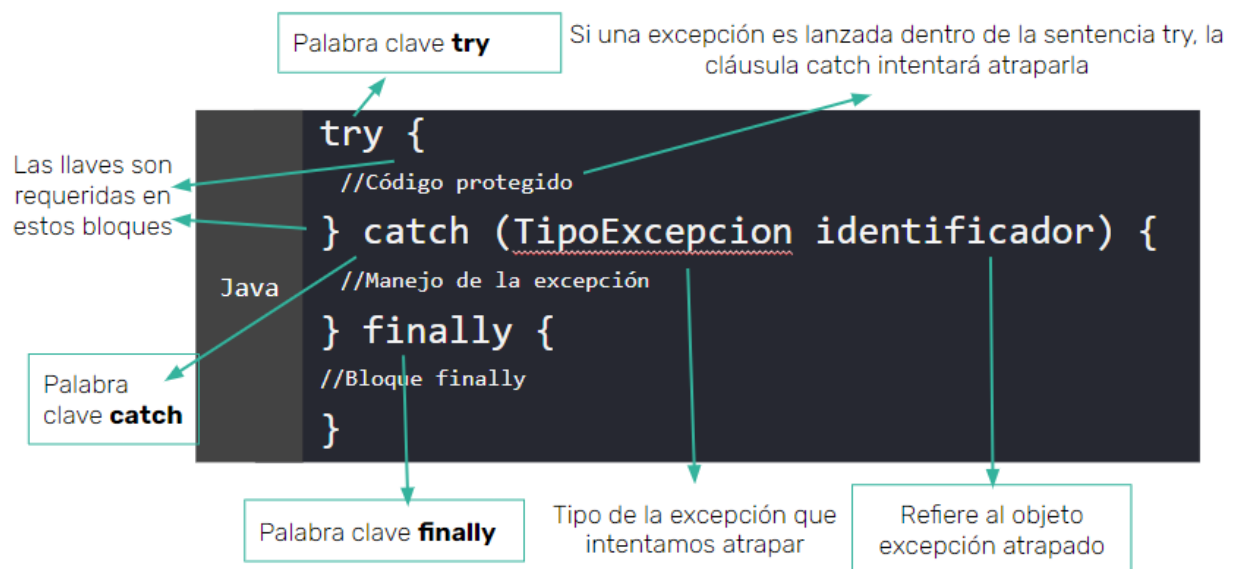 Palabra clave try
Si una excepción es lanzada dentro de la sentencia try, la
cláusula catch intentará atraparla
Las llaves son
requeridas en
estos bloques
Java
try {
//Código protegido
} catch (TipoExcepcion identificador) {
//Manejo de la excepción
} finally {
//Bloque finally
}
Palabra
clave catch
Palabra clave finally
Tipo de la excepción que
intentamos atrapar
Refiere al objeto
excepción atrapado